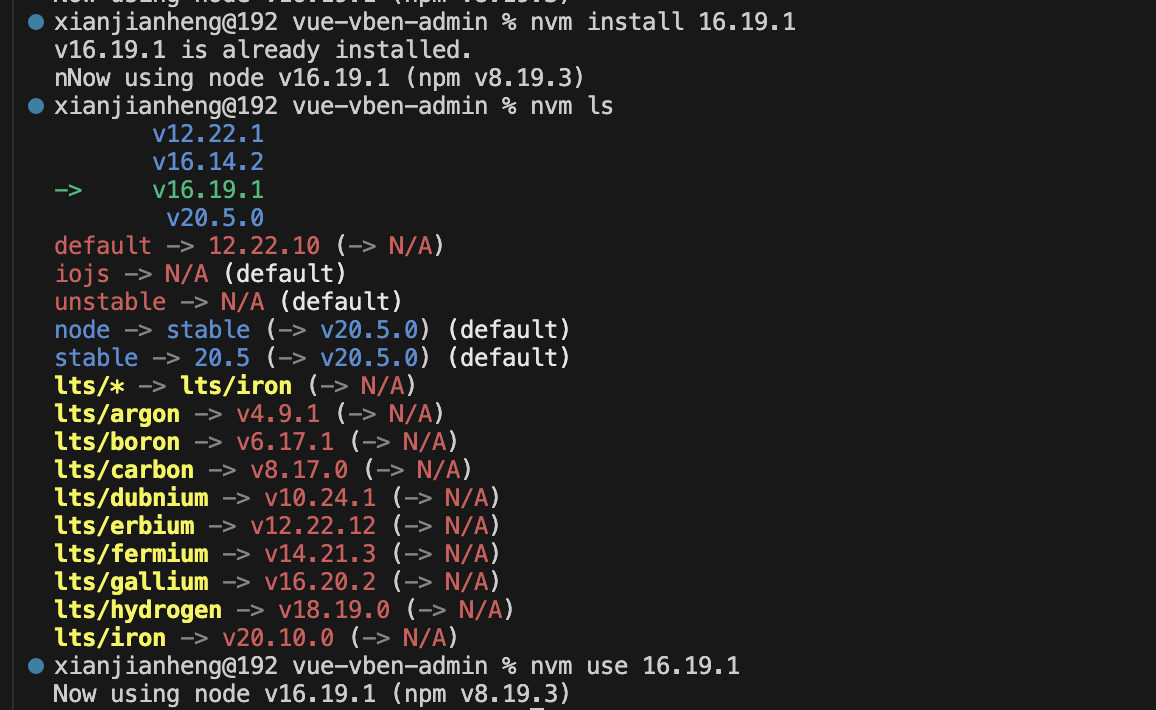 Now using node v16.19.1 (npm v8.19.3)
xianjianheng@192 vue-vben-admin % nvm install 16.19.1
v16.19.1 is already installed.
nNow using node v16.19.1 (npm v8.19.3)
xianjianheng@192 vue-vben-admin % nvm ls
v12.22.1
v16.14.2
-> v16.19.1
v20.5.0
default -> 12.22.10 (-> N/A)
iojs -> N/A (default)
unstable -> N/A (default)
node -> stable (-> v20.5.0) (default)
stable -> 20.5 (-> v20.5.0) (default)
lts/* -> lts/iron (-> N/A)
lts/argon -> v4.9.1 (-> N/A)
lts/boron -> v6.17.1 (-> N/A)
lts/carbon -> v8.17.0 (-> N/A)
lts/dubnium -> v10.24.1 (-> N/A)
lts/erbium -> v12.22.12 (-> N/A)
lts/fermium -> v14.21.3 (-> N/A)
lts/gallium -> v16.20.2 (-> N/A)
lts/hydrogen -> v18.19.0 (-> N/A)
lts/iron -> v20.10.0 (-> N/A)
xianjianheng@192 vue-vben-admin % nvm use 16.19.1
Now using node v16.19.1 (npm v8.19.3)